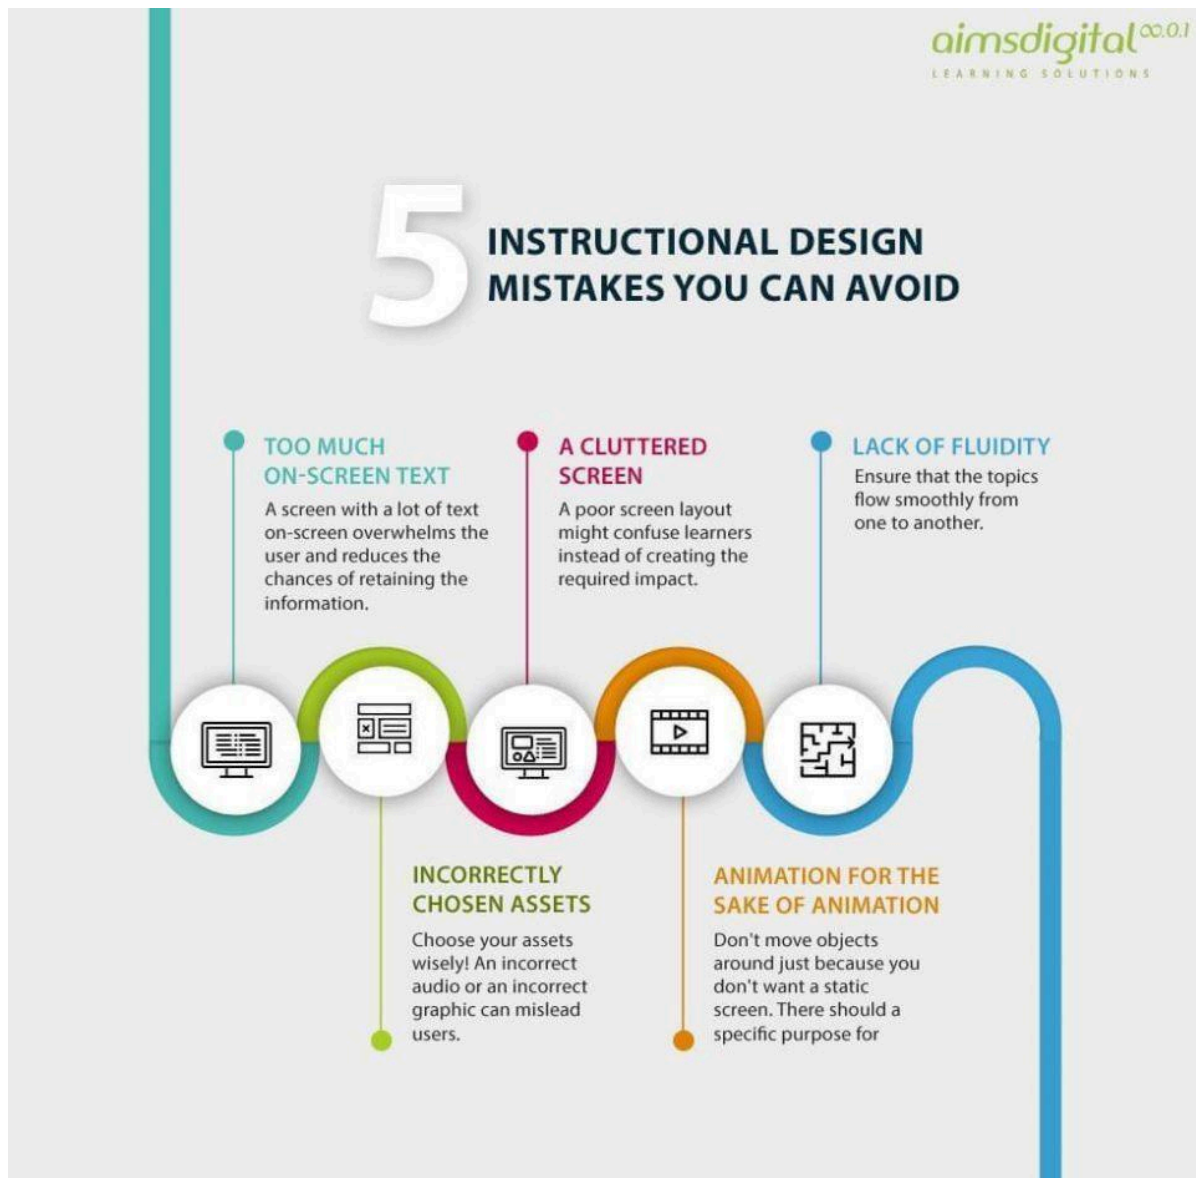 aimsdigital∞.0.1
LEARNING SOLUTIONS
5 INSTRUCTIONAL DESIGN
MISTAKES YOU CAN AVOID
TOO MUCH
ON-SCREEN TEXT
A screen with a lot of text
on-screen overwhelms the
user and reduces the
chances of retaining the
information.
A CLUTTERED
SCREEN
A poor screen layout
might confuse learners
instead of creating the
required impact.
LACK OF FLUIDITY
Ensure that the topics
flow smoothly from
one to another.
INCORRECTLY
CHOSEN ASSETS
Choose your assets
wisely! An incorrect
audio or an incorrect
graphic can mislead
users.
ANIMATION FOR THE
SAKE OF ANIMATION
Don't move objects
around just because you
don't want a static
screen. There should a
specific purpose for